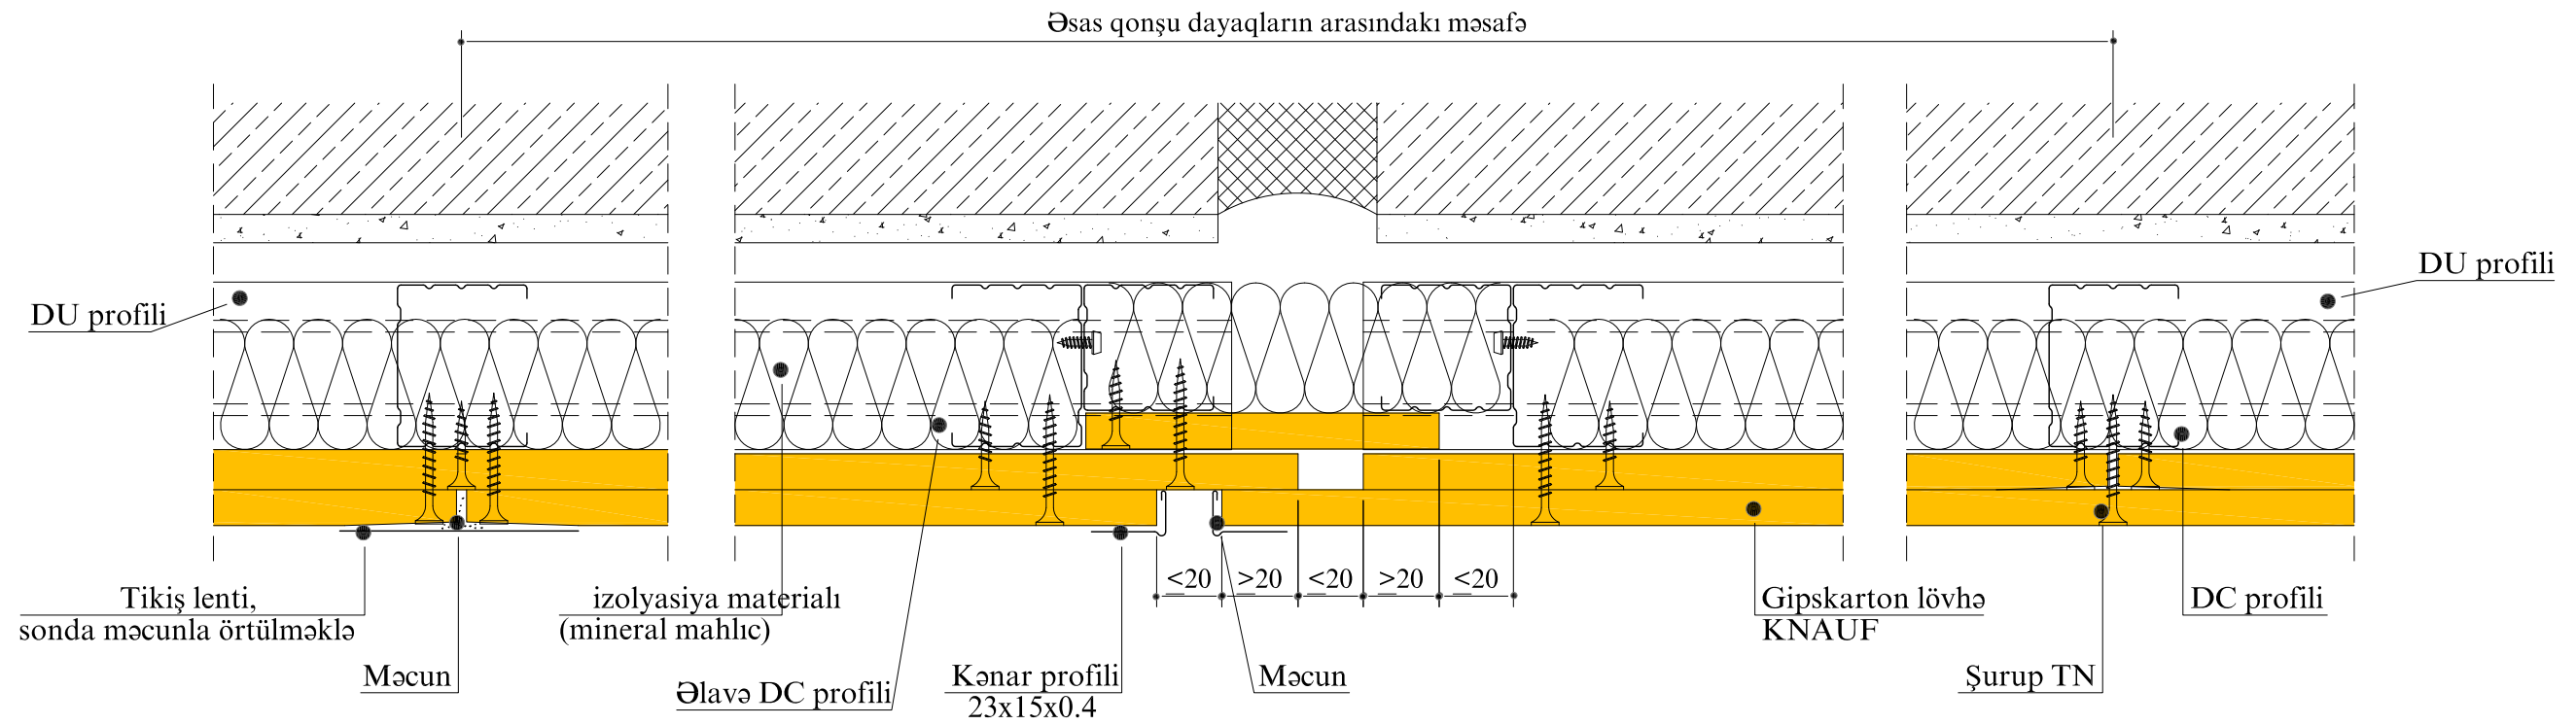 Əsas qonşu dayaqların arasındakı məsafə
DU profili
DU profili
≤20 ≥20 ≤20 ≥20 ≤20
Tikiş lenti,
sonda məcunla örtülməklə
izolyasiya materialı
(mineral mahlıc)
Gipskarton lövhə
KNAUF
DC profili
Məcun
Əlavə DC profili
Kənar profili
23x15x0.4
Məcun
Şurup TN